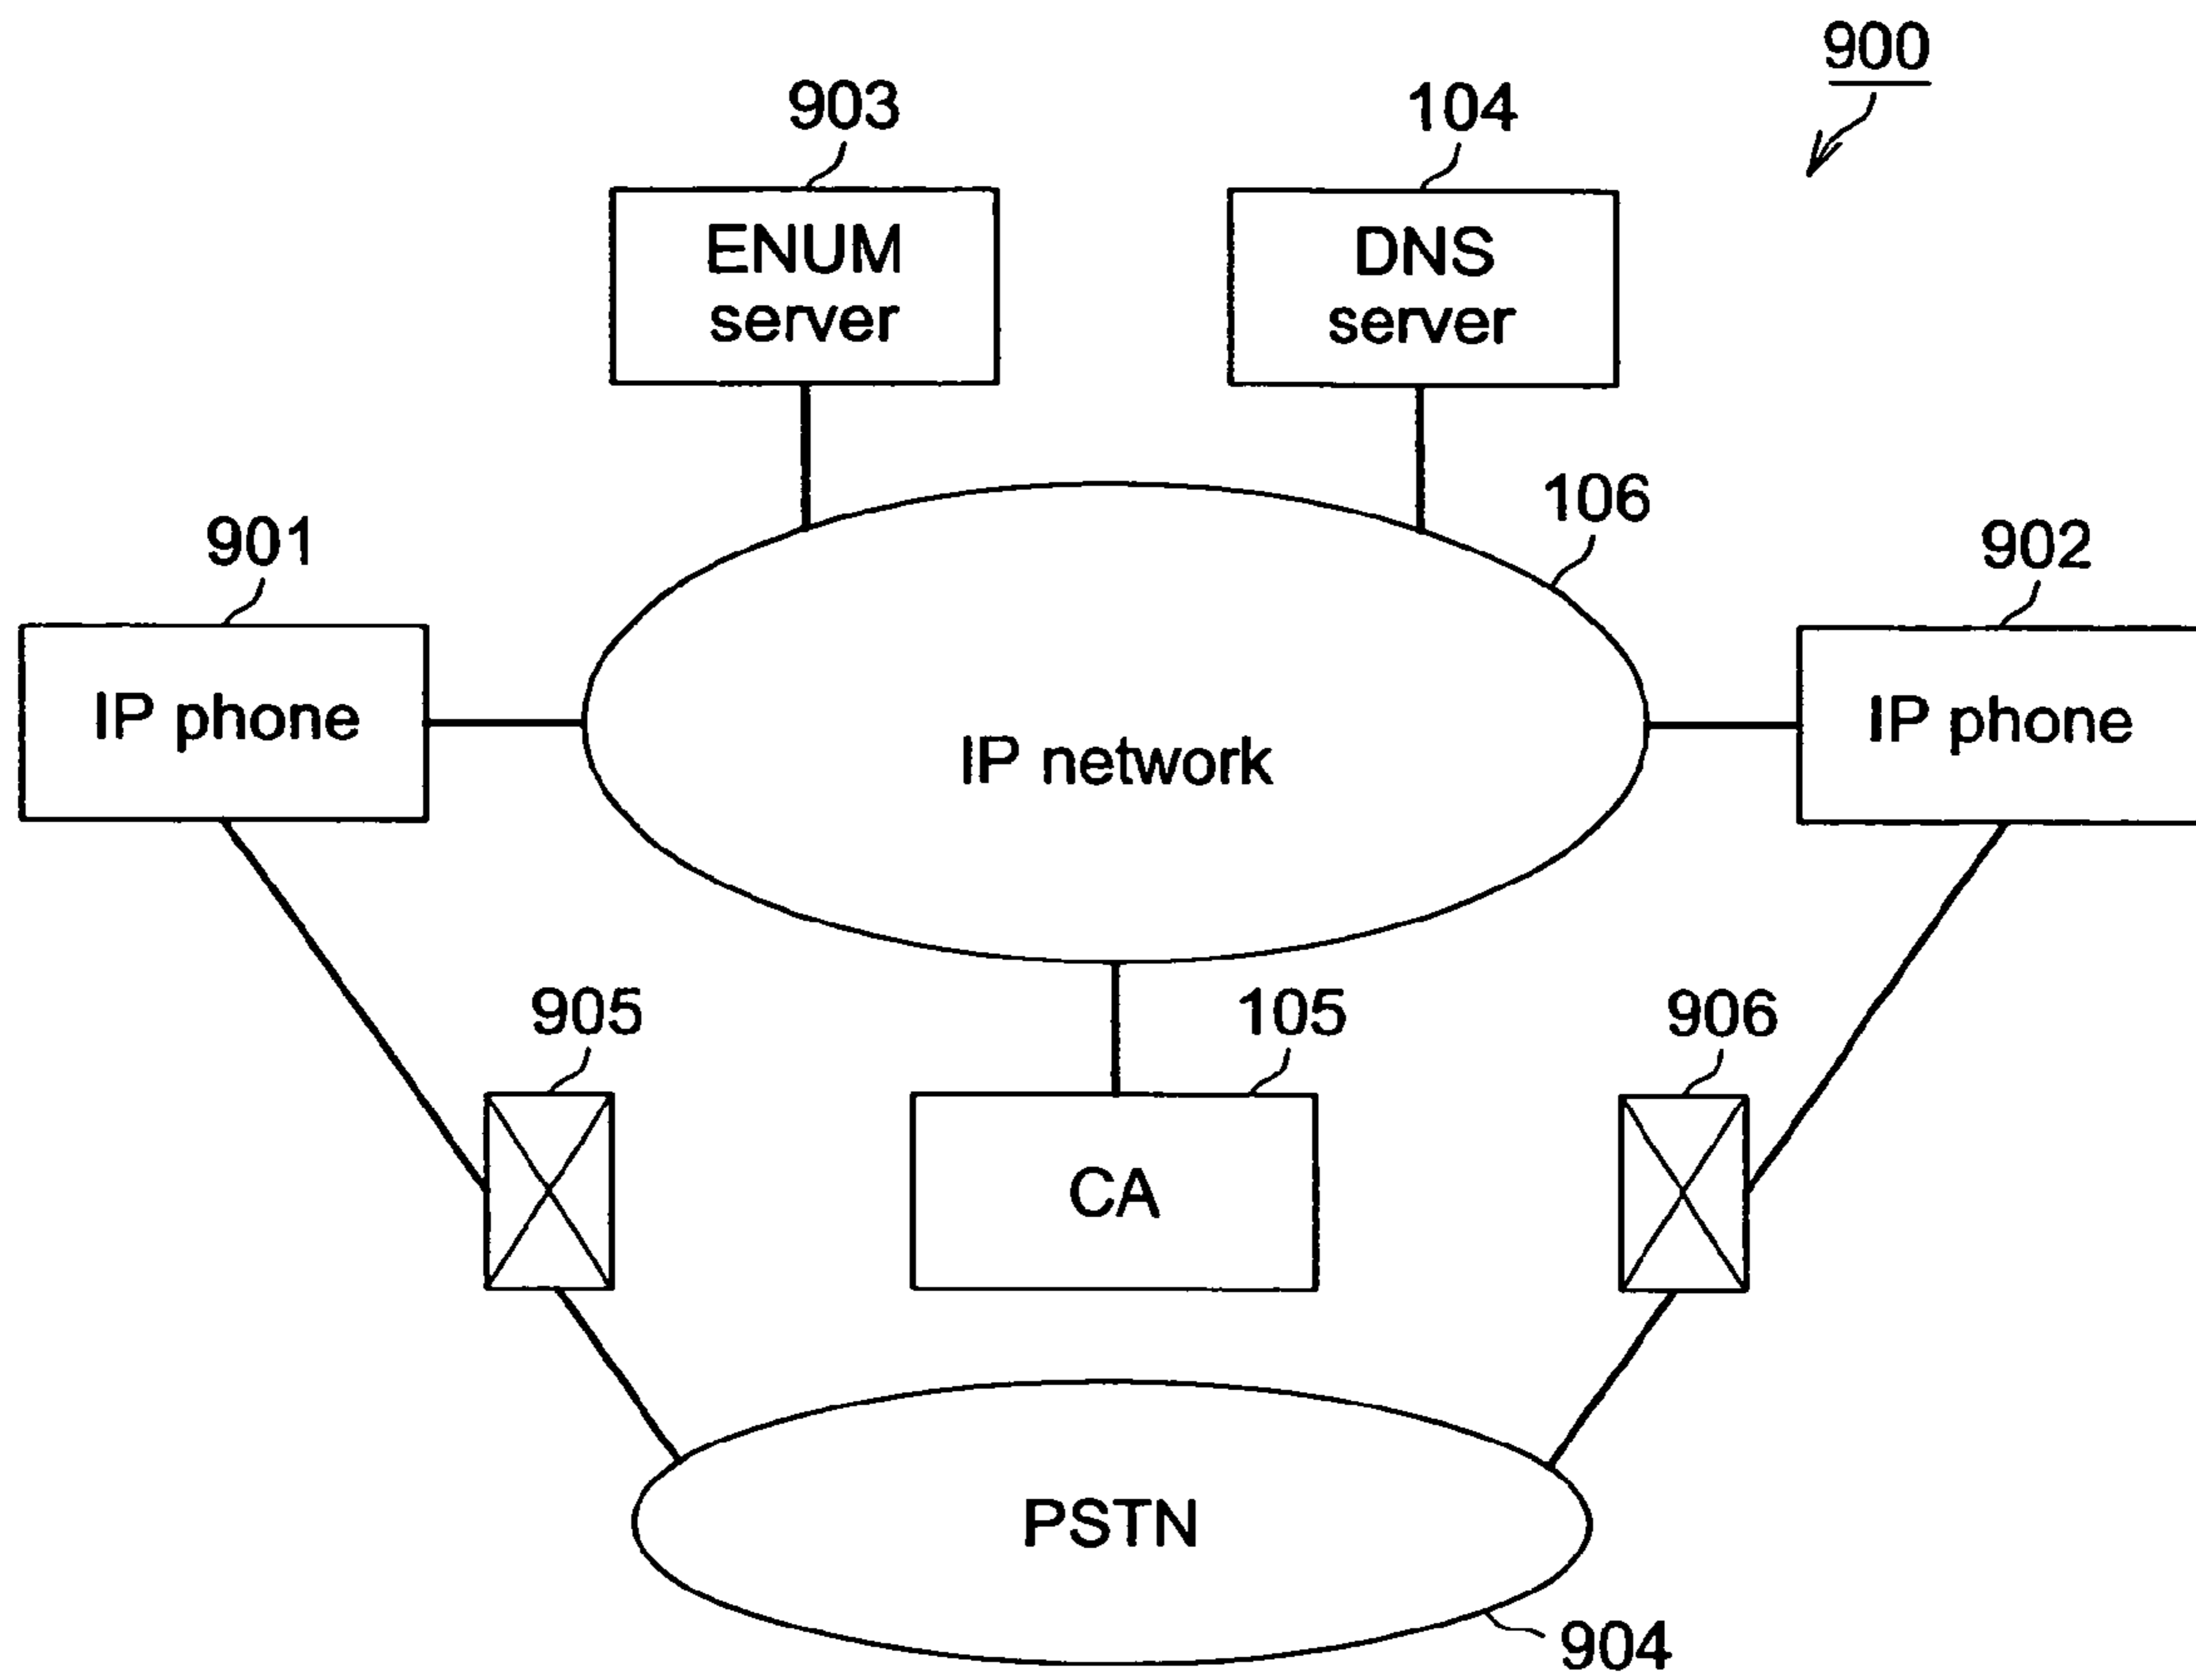 900
903
104
ENUM
server
DNS
server
106
901
902
IP phone
IP network
IP phone
905
105
906
CA
PSTN
904